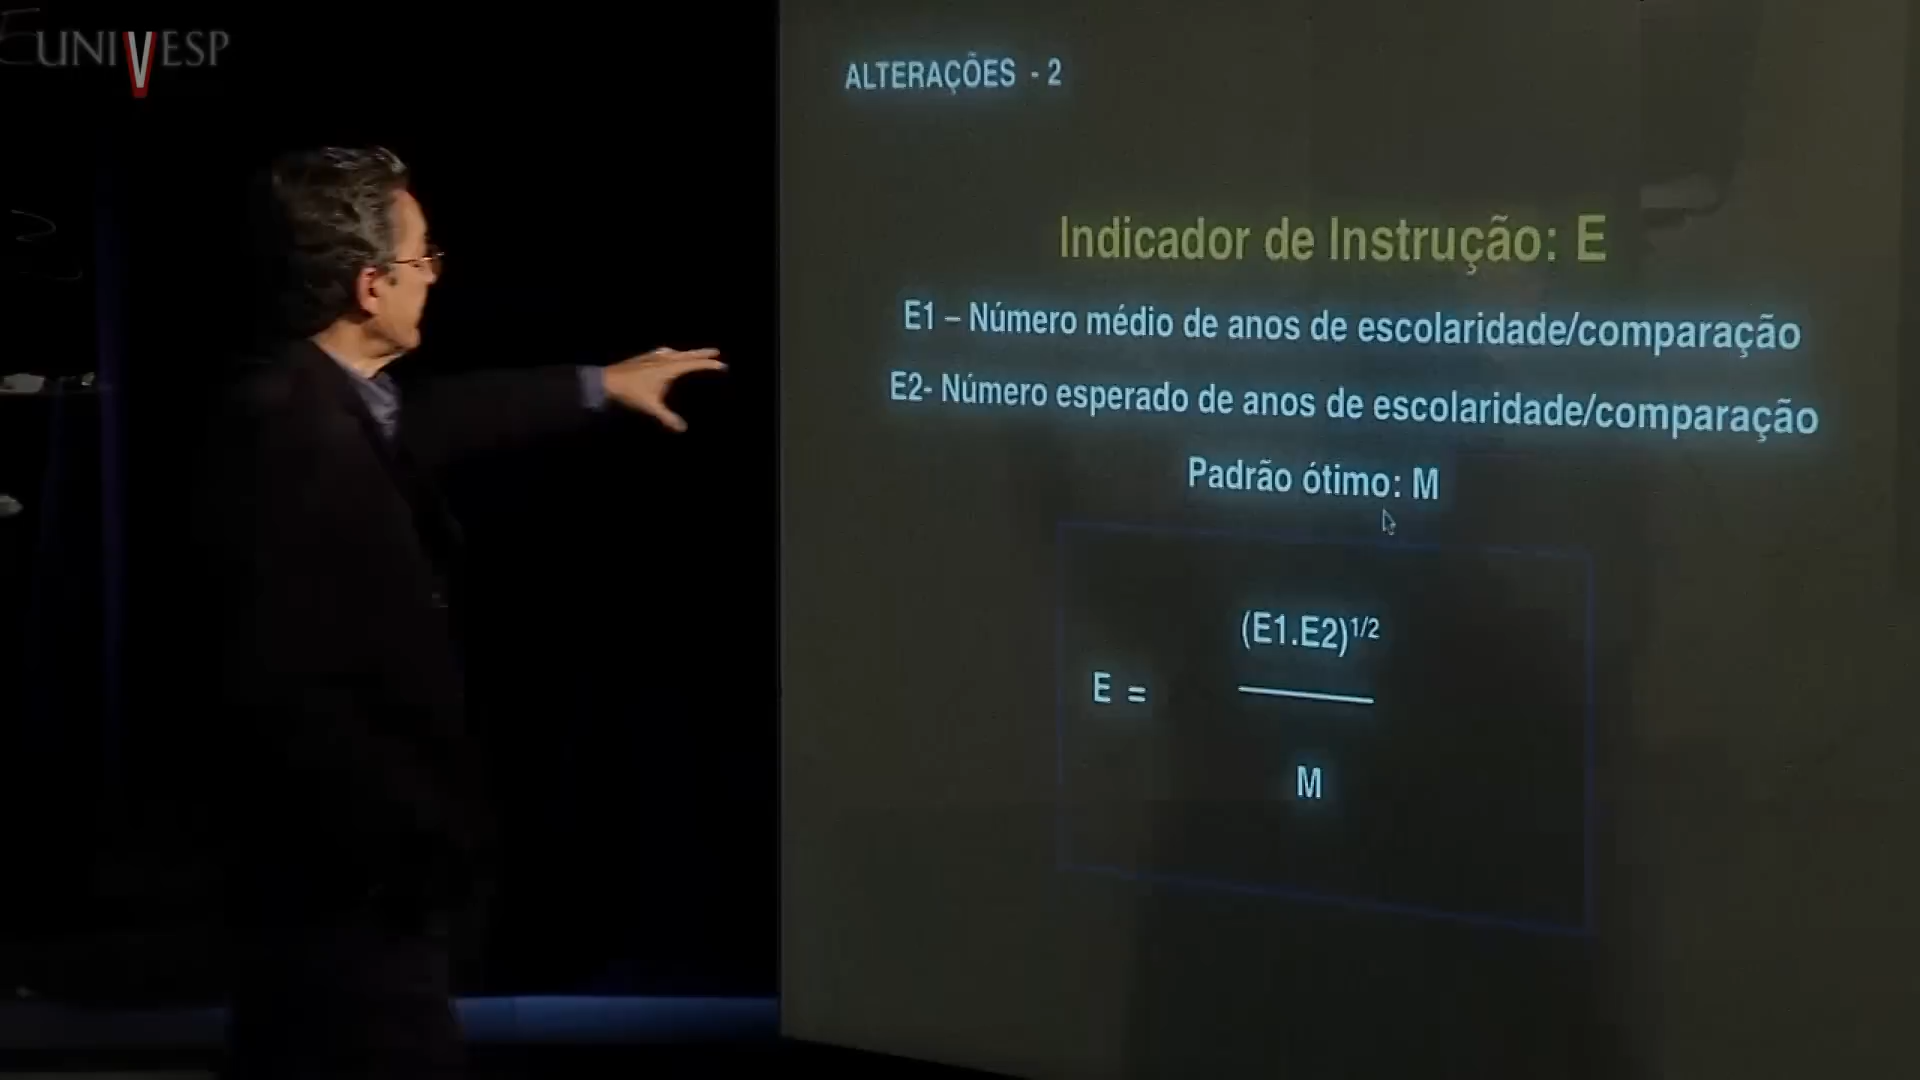 UNIVESP
ALTERAÇÕES - 2
Indicador de Instrução: E
E1 – Número médio de anos de escolaridade/comparação
E2- Número esperado de anos de escolaridade/comparação
Padrão ótimo: M
(E1.E2)^1/2
E =
M